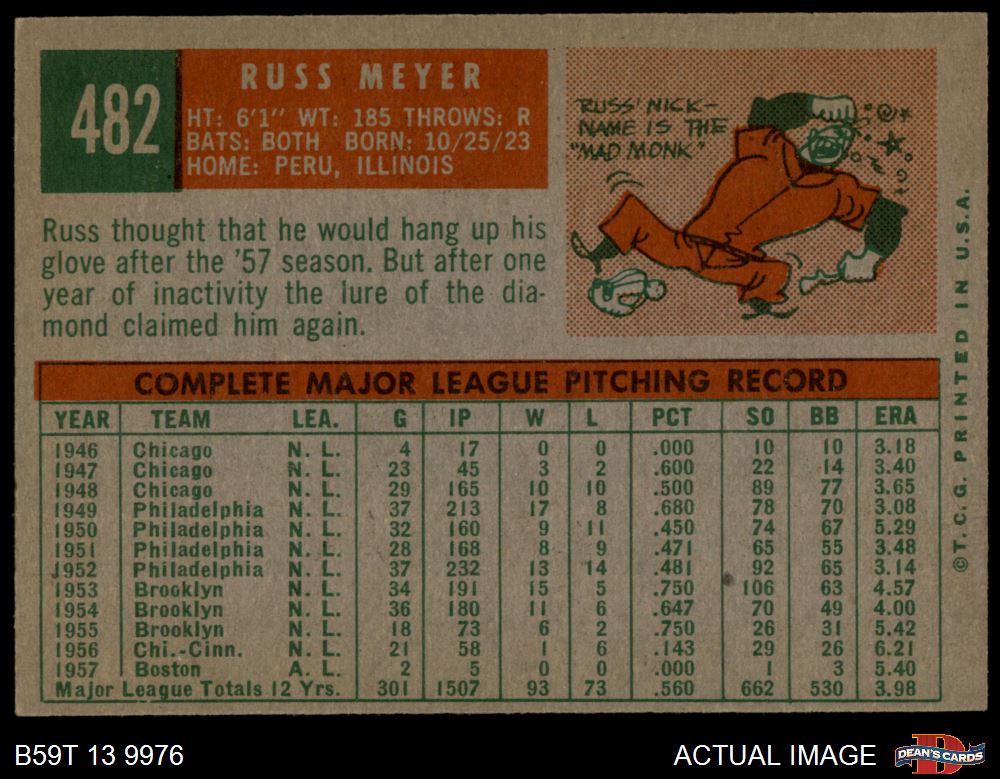 482
RUSS MEYER
HT: 6'1" WT: 185 THROWS: R
BATS: BOTH BORN: 10/25/23
HOME: PERU, ILLINOIS
RUSS' NICK-
NAME IS THE
"MAD MONK"
Russ thought that he would hang up his
glove after the '57 season. But after one
year of inactivity the lure of the dia-
mond claimed him again.
COMPLETE MAJOR LEAGUE PITCHING RECORD
YEAR TEAM LEA. G IP W L PCT SO BB ERA
1946 Chicago N. L. 4 17 0 0 .000 10 10 3.18
1947 Chicago N. L. 23 45 3 2 .600 22 14 3.40
1948 Chicago N. L. 29 165 10 10 .500 89 77 3.65
1949 Philadelphia N. L. 37 213 17 8 .680 78 70 3.08
1950 Philadelphia N. L. 32 160 9 11 .450 74 67 5.29
1951 Philadelphia N. L. 28 168 8 9 .471 65 55 3.48
1952 Philadelphia N. L. 37 232 13 14 .481 92 65 3.14
1953 Brooklyn N. L. 34 191 15 5 .750 106 63 4.57
1954 Brooklyn N. L. 36 180 11 6 .647 70 49 4.00
1955 Brooklyn N. L. 18 73 6 2 .750 26 31 5.42
1956 Chi.-Cinn. N. L. 21 58 1 6 .143 29 26 6.21
1957 Boston A. L. 2 5 0 0 .000 1 3 5.40
Major League Totals 12 Yrs. 301 1507 93 73 .560 662 530 3.98
© T. C. G. PRINTED IN U.S.A.
B59T 13 9976
ACTUAL IMAGE
DEAN'S CARDS